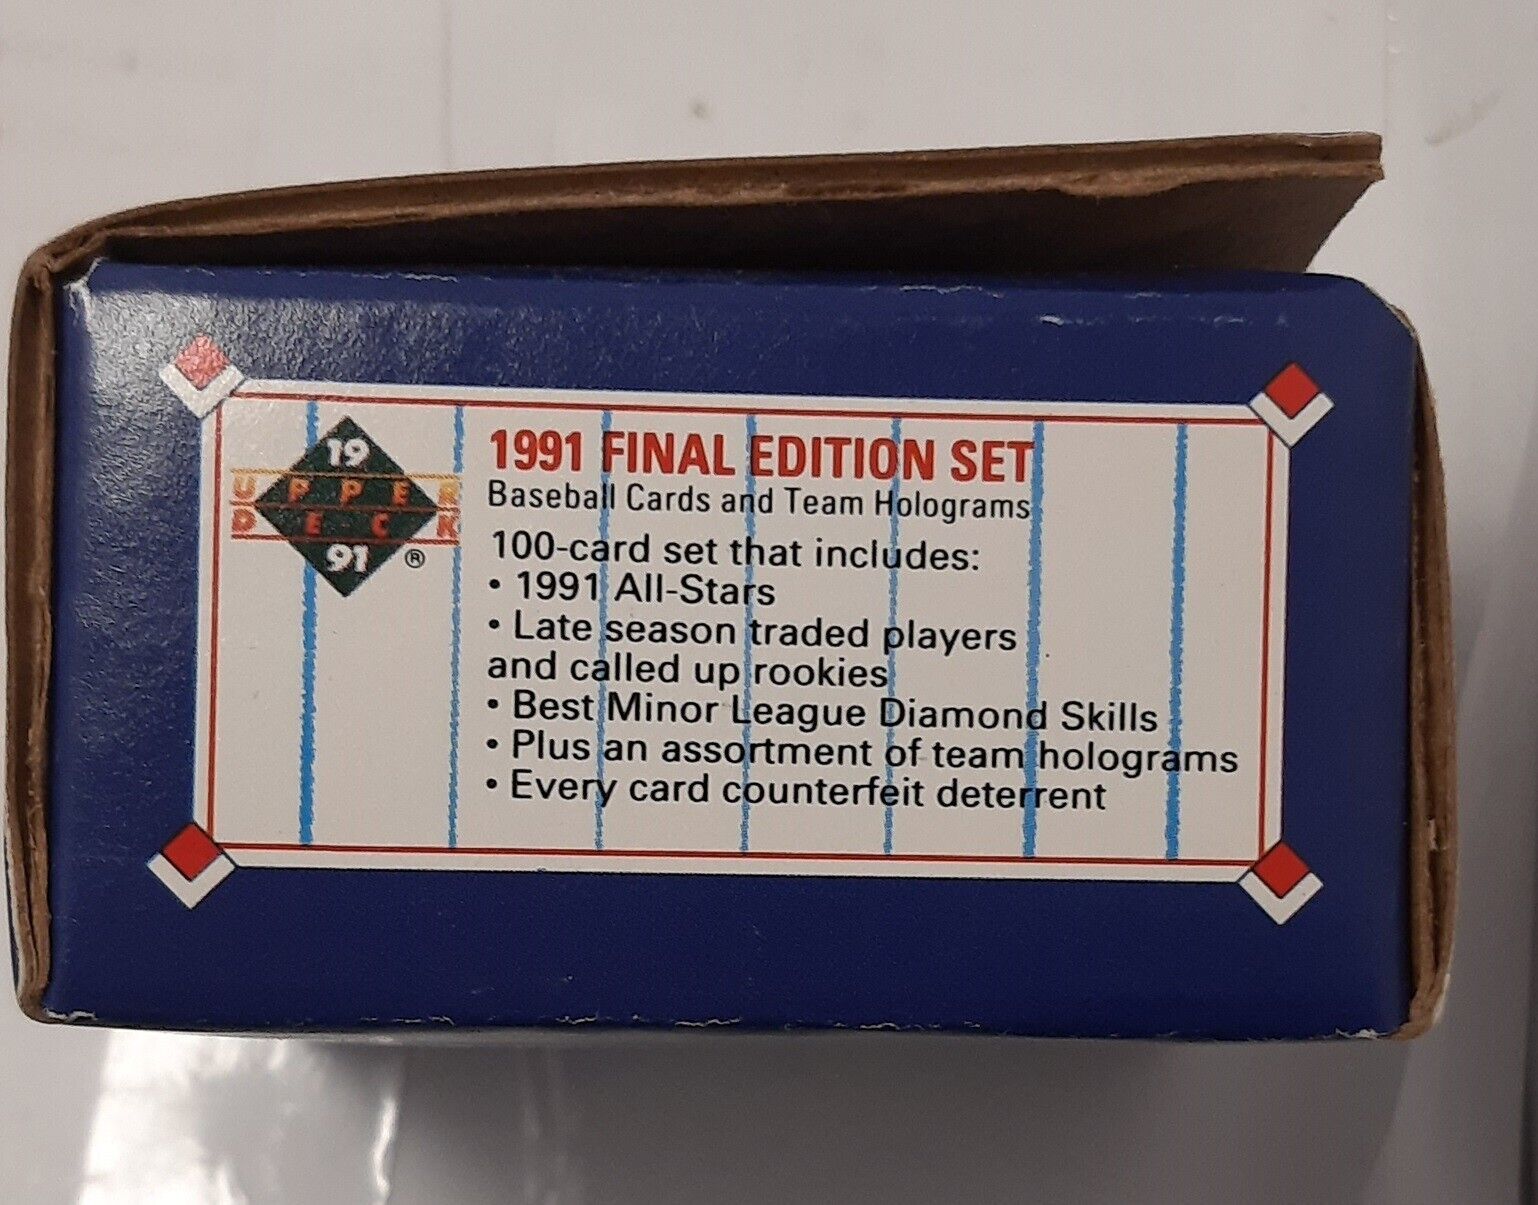 19
UPPER
DECK
91 ®
1991 FINAL EDITION SET
Baseball Cards and Team Holograms
100-card set that includes:
• 1991 All-Stars
• Late season traded players
and called up rookies
• Best Minor League Diamond Skills
• Plus an assortment of team holograms
• Every card counterfeit deterrent